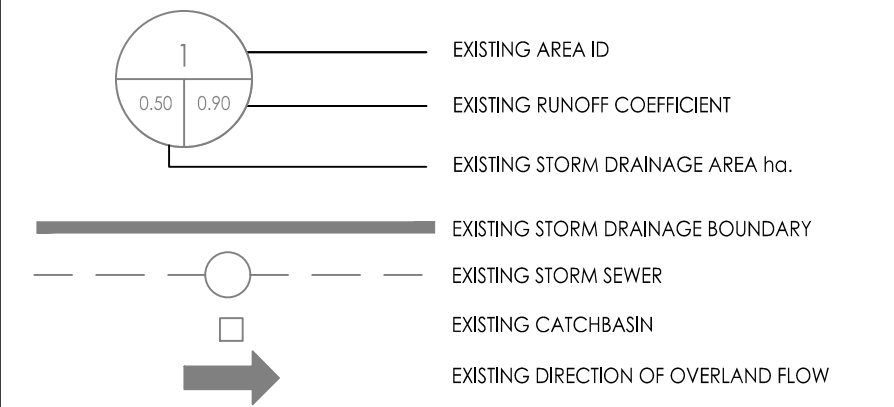 1
EXISTING AREA ID
0.50 0.90
EXISTING RUNOFF COEFFICIENT
EXISTING STORM DRAINAGE AREA ha.
EXISTING STORM DRAINAGE BOUNDARY
EXISTING STORM SEWER
EXISTING CATCHBASIN
EXISTING DIRECTION OF OVERLAND FLOW